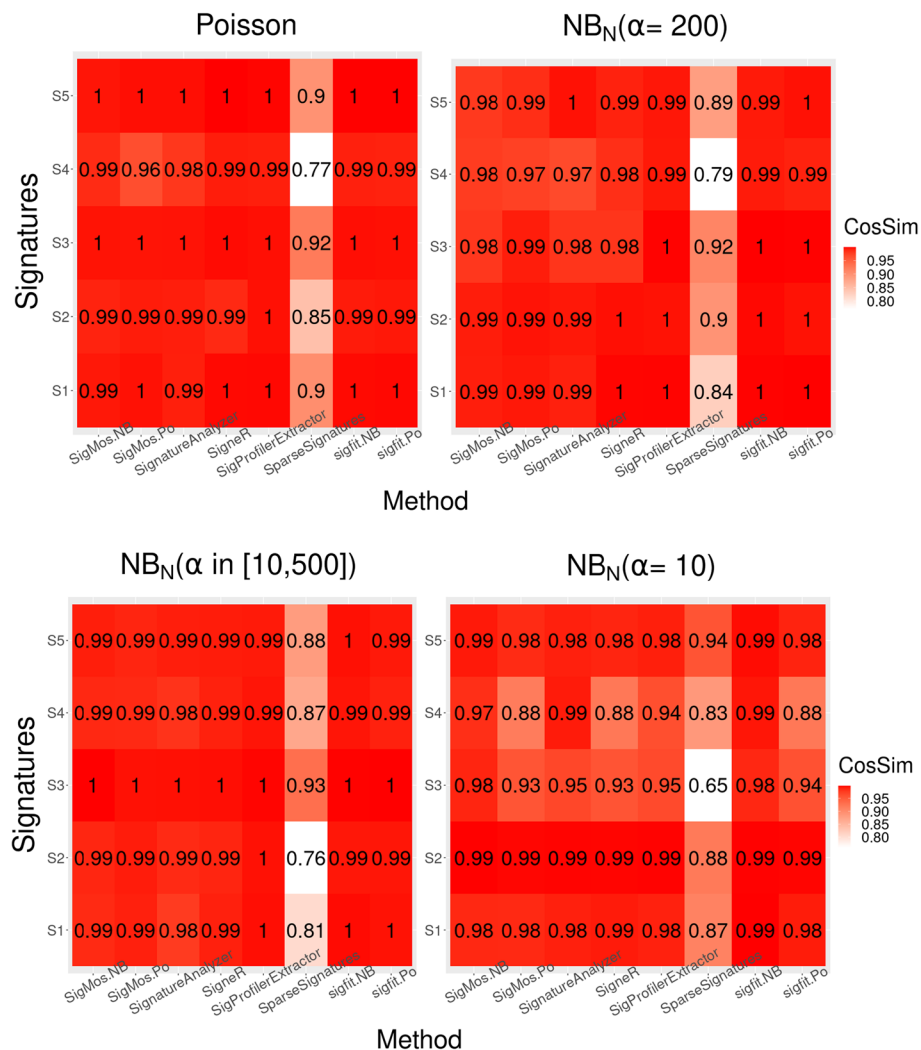 Poisson
NB_N(α= 200)
Signatures
S5 1 1 1 1 1 0.9 1 1
S4 0.99 0.96 0.98 0.99 0.99 0.77 0.99 0.99
S3 1 1 1 1 1 0.92 1 1
S2 0.99 0.99 0.99 0.99 1 0.85 0.99 0.99
S1 0.99 1 0.99 1 1 0.9 1 1
SigMos.NB SigMos.Po SignatureAnalyzer SigneR SigProfilerExtractor SparseSignatures sigfit.NB sigfit.Po
S5 0.98 0.99 1 0.99 0.99 0.89 0.99 1
S4 0.98 0.97 0.97 0.98 0.99 0.79 0.99 0.99
S3 0.98 0.99 0.98 0.98 1 0.92 1 1
S2 0.99 0.99 0.99 1 1 0.9 1 1
S1 0.99 0.99 0.99 1 1 0.84 1 1
SigMos.NB SigMos.Po SignatureAnalyzer SigneR SigProfilerExtractor SparseSignatures sigfit.NB sigfit.Po
CosSim
0.95
0.90
0.85
0.80
Method
NB_N(α in [10,500])
NB_N(α= 10)
Signatures
S5 0.99 0.99 0.99 0.99 0.99 0.88 1 0.99
S4 0.99 0.99 0.98 0.99 0.99 0.87 0.99 0.99
S3 1 1 1 1 1 0.93 1 1
S2 0.99 0.99 0.99 0.99 1 0.76 0.99 0.99
S1 0.99 0.99 0.98 0.99 1 0.81 1 1
SigMos.NB SigMos.Po SignatureAnalyzer SigneR SigProfilerExtractor SparseSignatures sigfit.NB sigfit.Po
S5 0.99 0.98 0.98 0.98 0.98 0.94 0.99 0.98
S4 0.97 0.88 0.99 0.88 0.94 0.83 0.99 0.88
S3 0.98 0.93 0.95 0.93 0.95 0.65 0.98 0.94
S2 0.99 0.99 0.99 0.99 0.99 0.88 0.99 0.99
S1 0.98 0.98 0.98 0.99 0.98 0.87 0.99 0.98
SigMos.NB SigMos.Po SignatureAnalyzer SigneR SigProfilerExtractor SparseSignatures sigfit.NB sigfit.Po
CosSim
0.95
0.90
0.85
0.80
Method